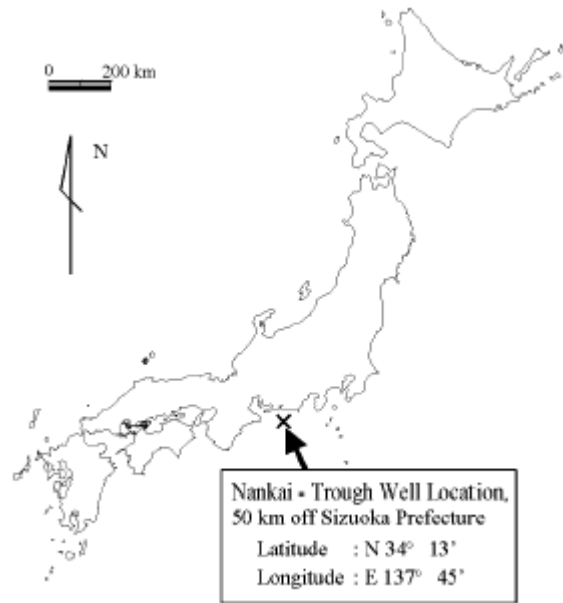 0 200 km
N
Nankai • Trough Well Location,
50 km off Sizuoka Prefecture
Latitude : N 34° 13’
Longitude : E 137° 45’